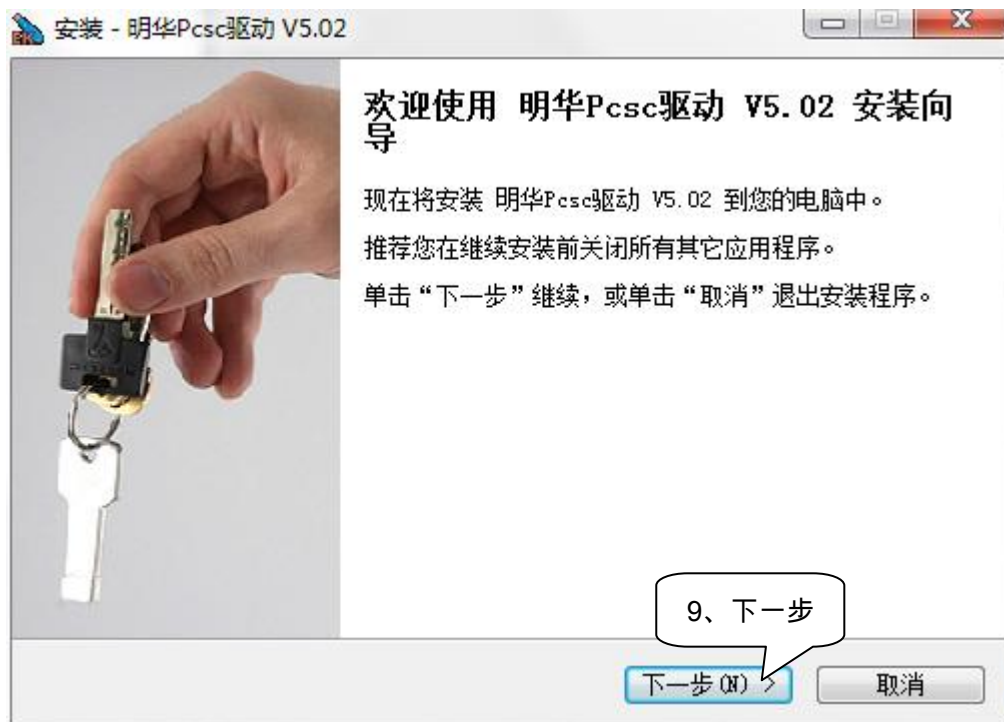 安装 - 明华Pcsc驱动 V5.02
欢迎使用 明华Pcsc驱动 V5.02 安装向
导
现在将安装 明华Pcsc驱动 V5.02 到您的电脑中。
推荐您在继续安装前关闭所有其它应用程序。
单击“下一步”继续，或单击“取消”退出安装程序。
9、下一步
下一步(N) >
取消